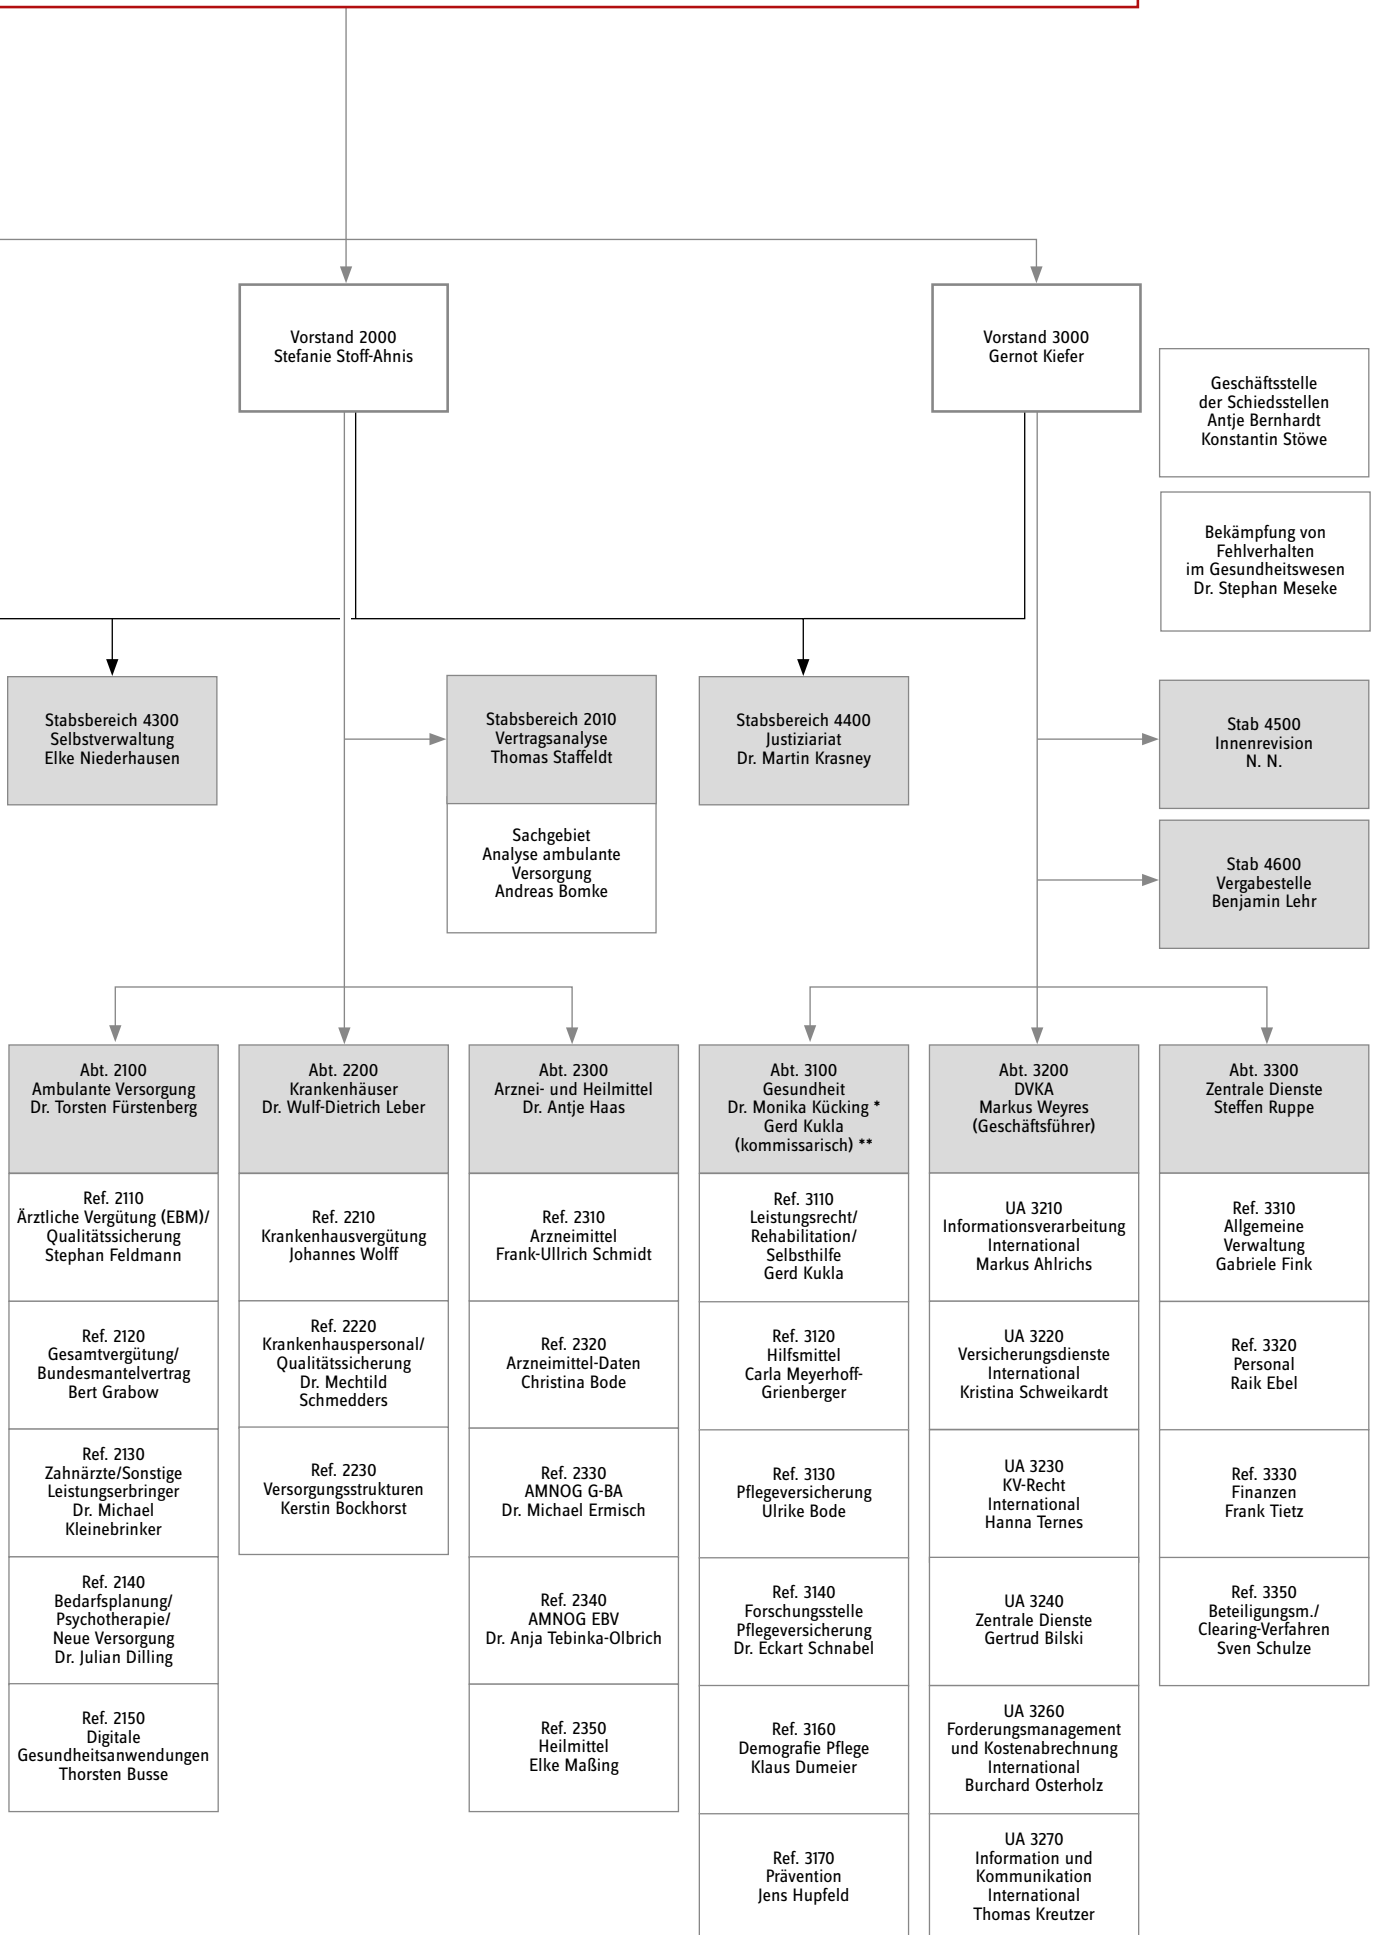 Vorstand 2000
Stefanie Stoff-Ahnis
Vorstand 3000
Gernot Kiefer
Geschäftsstelle
der Schiedsstellen
Antje Bernhardt
Konstantin Stöwe
Bekämpfung von
Fehlverhalten
im Gesundheitswesen
Dr. Stephan Meseke
Stabsbereich 4300
Selbstverwaltung
Elke Niederhausen
Stabsbereich 2010
Vertragsanalyse
Thomas Staffeldt
Sachgebiet
Analyse ambulante
Versorgung
Andreas Bomke
Stabsbereich 4400
Justiziariat
Dr. Martin Krasney
Stab 4500
Innenrevision
N. N.
Stab 4600
Vergabestelle
Benjamin Lehr
Abt. 2100
Ambulante Versorgung
Dr. Torsten Fürstenberg
Ref. 2110
Ärztliche Vergütung (EBM)/
Qualitätssicherung
Stephan Feldmann
Ref. 2120
Gesamtvergütung/
Bundesmantelvertrag
Bert Grabow
Ref. 2130
Zahnärzte/Sonstige
Leistungserbringer
Dr. Michael
Kleinebrinker
Ref. 2140
Bedarfsplanung/
Psychotherapie/
Neue Versorgung
Dr. Julian Dilling
Ref. 2150
Digitale
Gesundheitsanwendungen
Thorsten Busse
Abt. 2200
Krankenhäuser
Dr. Wulf-Dietrich Leber
Ref. 2210
Krankenhausvergütung
Johannes Wolff
Ref. 2220
Krankenhauspersonal/
Qualitätssicherung
Dr. Mechtild
Schmedders
Ref. 2230
Versorgungsstrukturen
Kerstin Bockhorst
Abt. 2300
Arznei- und Heilmittel
Dr. Antje Haas
Ref. 2310
Arzneimittel
Frank-Ullrich Schmidt
Ref. 2320
Arzneimittel-Daten
Christina Bode
Ref. 2330
AMNOG G-BA
Dr. Michael Ermisch
Ref. 2340
AMNOG EBV
Dr. Anja Tebinka-Olbrich
Ref. 2350
Heilmittel
Elke Maßing
Abt. 3100
Gesundheit
Dr. Monika Kücking *
Gerd Kukla
(kommissarisch) **
Ref. 3110
Leistungsrecht/
Rehabilitation/
Selbsthilfe
Gerd Kukla
Ref. 3120
Hilfsmittel
Carla Meyerhoff-
Grienberger
Ref. 3130
Pflegeversicherung
Ulrike Bode
Ref. 3140
Forschungsstelle
Pflegeversicherung
Dr. Eckart Schnabel
Ref. 3160
Demografie Pflege
Klaus Dumeier
Ref. 3170
Prävention
Jens Hupfeld
Abt. 3200
DVKA
Markus Weyres
(Geschäftsführer)
UA 3210
Informationsverarbeitung
International
Markus Ahlrichs
UA 3220
Versicherungsdienste
International
Kristina Schweikardt
UA 3230
KV-Recht
International
Hanna Ternes
UA 3240
Zentrale Dienste
Gertrud Bilski
UA 3260
Forderungsmanagement
und Kostenabrechnung
International
Burchard Osterholz
UA 3270
Information und
Kommunikation
International
Thomas Kreutzer
Abt. 3300
Zentrale Dienste
Steffen Ruppe
Ref. 3310
Allgemeine
Verwaltung
Gabriele Fink
Ref. 3320
Personal
Raik Ebel
Ref. 3330
Finanzen
Frank Tietz
Ref. 3350
Beteiligungsm./
Clearing-Verfahren
Sven Schulze